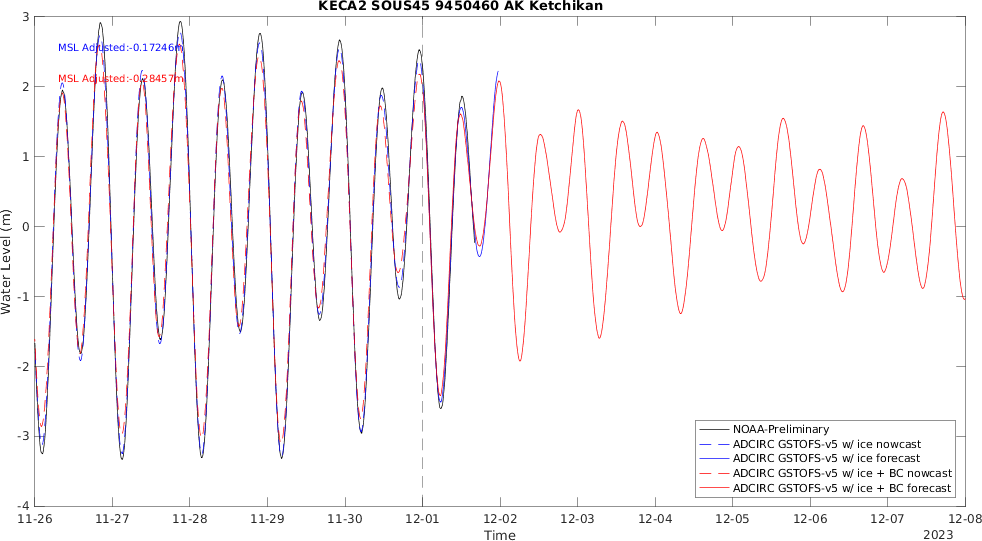 KECA2 SOUS45 9450460 AK Ketchikan
MSL Adjusted:-0.17246m
MSL Adjusted:-0.28457m
Water Level (m)
3
2
1
0
-1
-2
-3
-4
NOAA-Preliminary
ADCIRC GSTOFS-v5 w/ ice nowcast
ADCIRC GSTOFS-v5 w/ ice forecast
ADCIRC GSTOFS-v5 w/ ice + BC nowcast
ADCIRC GSTOFS-v5 w/ ice + BC forecast
11-26 11-27 11-28 11-29 11-30 12-01 12-02 12-03 12-04 12-05 12-06 12-07 12-08
Time
2023